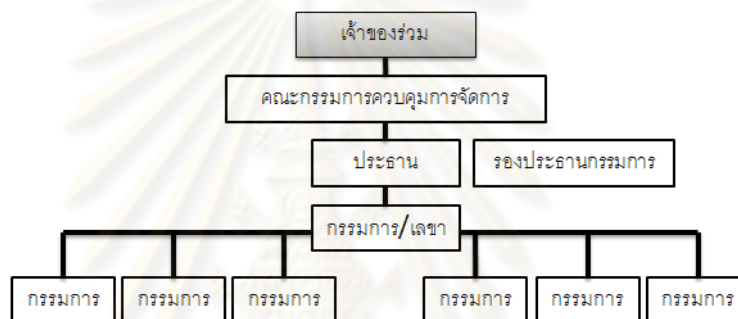 เจ้าของร่วม
คณะกรรมการควบคุมการจัดการ
ประธาน
รองประธานกรรมการ
กรรมการ/เลขา
กรรมการ
กรรมการ
กรรมการ
กรรมการ
กรรมการ
กรรมการ